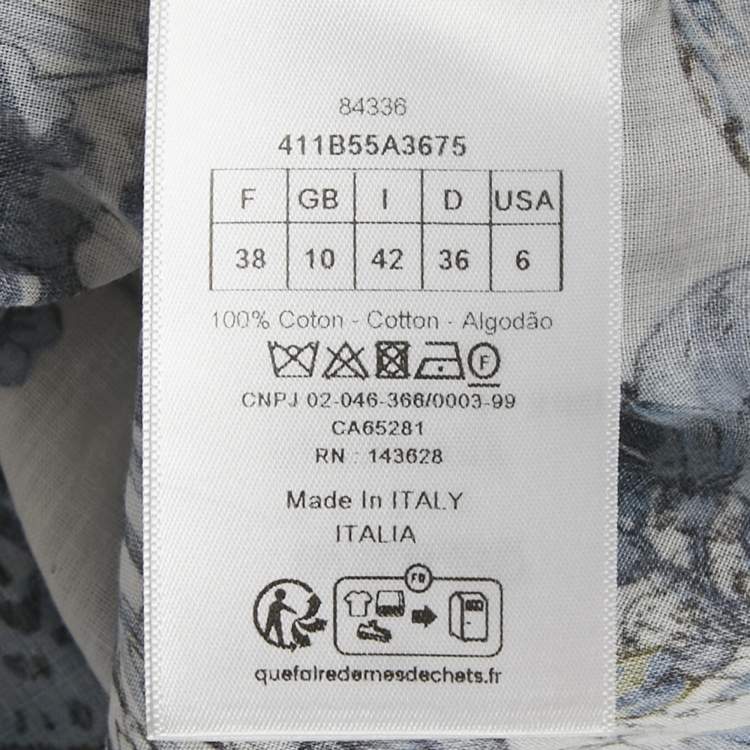 84336
411B55A3675
F GB I D USA
38 10 42 36 6
100% Coton - Cotton - Algodão
F
CNPJ 02-046-366/0003-99
CA65281
RN : 143628
Made In ITALY
ITALIA
FR
quefairedemesdechets.fr